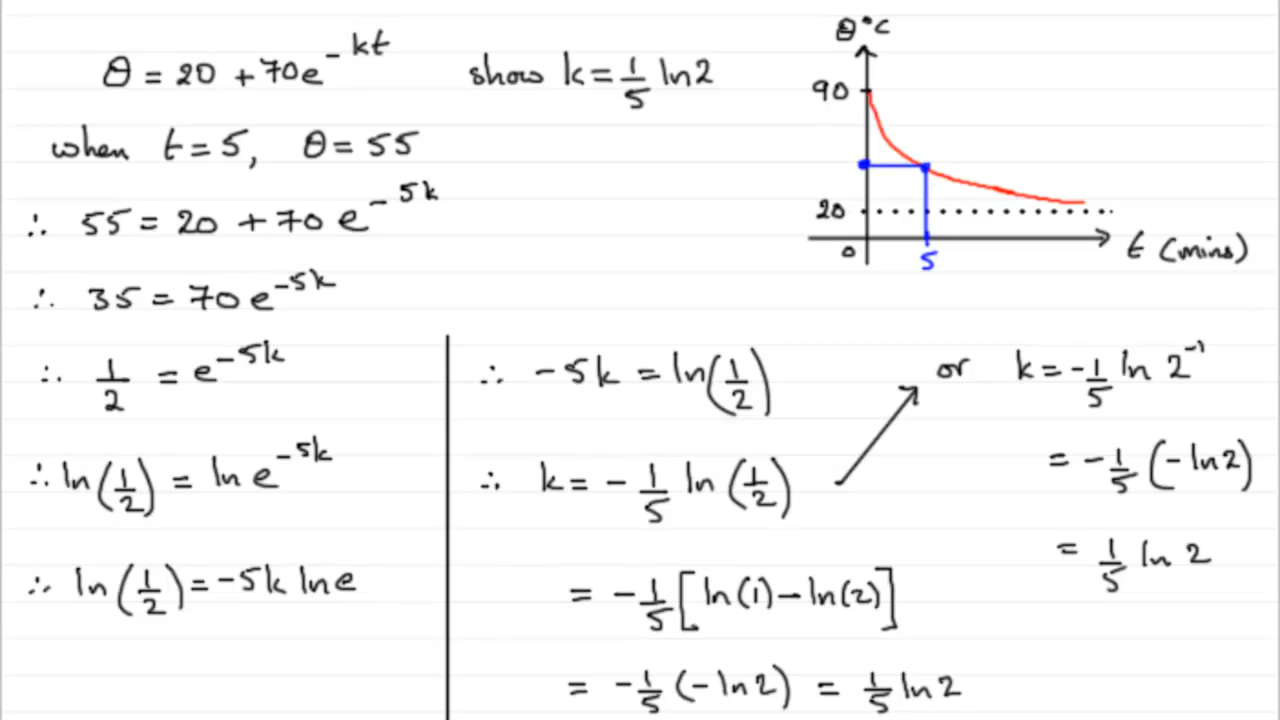 θ = 20 + 70e^{-kt} show k = 1/5 ln2
when t = 5, θ = 55
∴ 55 = 20 + 70e^{-5k}
∴ 35 = 70e^{-5k}
∴ 1/2 = e^{-5k}
∴ ln(1/2) = ln e^{-5k}
∴ ln(1/2) = -5k ln e
∴ -5k = ln(1/2)
∴ k = -1/5 ln(1/2)
= -1/5 [ln(1) - ln(2)]
= -1/5 (-ln2) = 1/5 ln2
or k = -1/5 ln 2^{-1}
= -1/5 (-ln2)
= 1/5 ln 2
θ°C
90
20
0
5
t (mins)